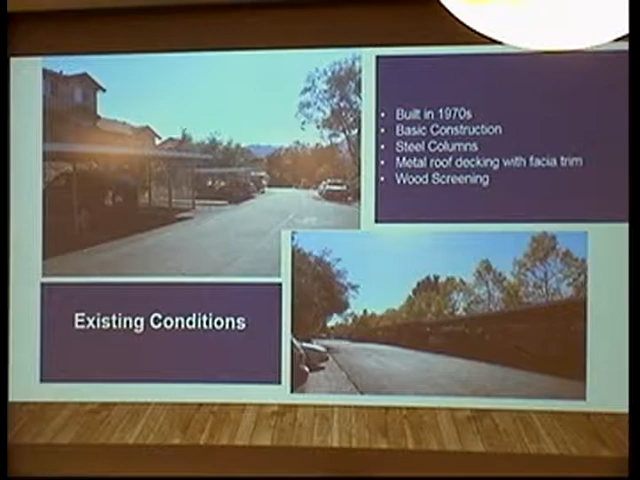 • Built in 1970s
• Basic Construction
• Steel Columns
• Metal roof decking with facia trim
• Wood Screening
Existing Conditions